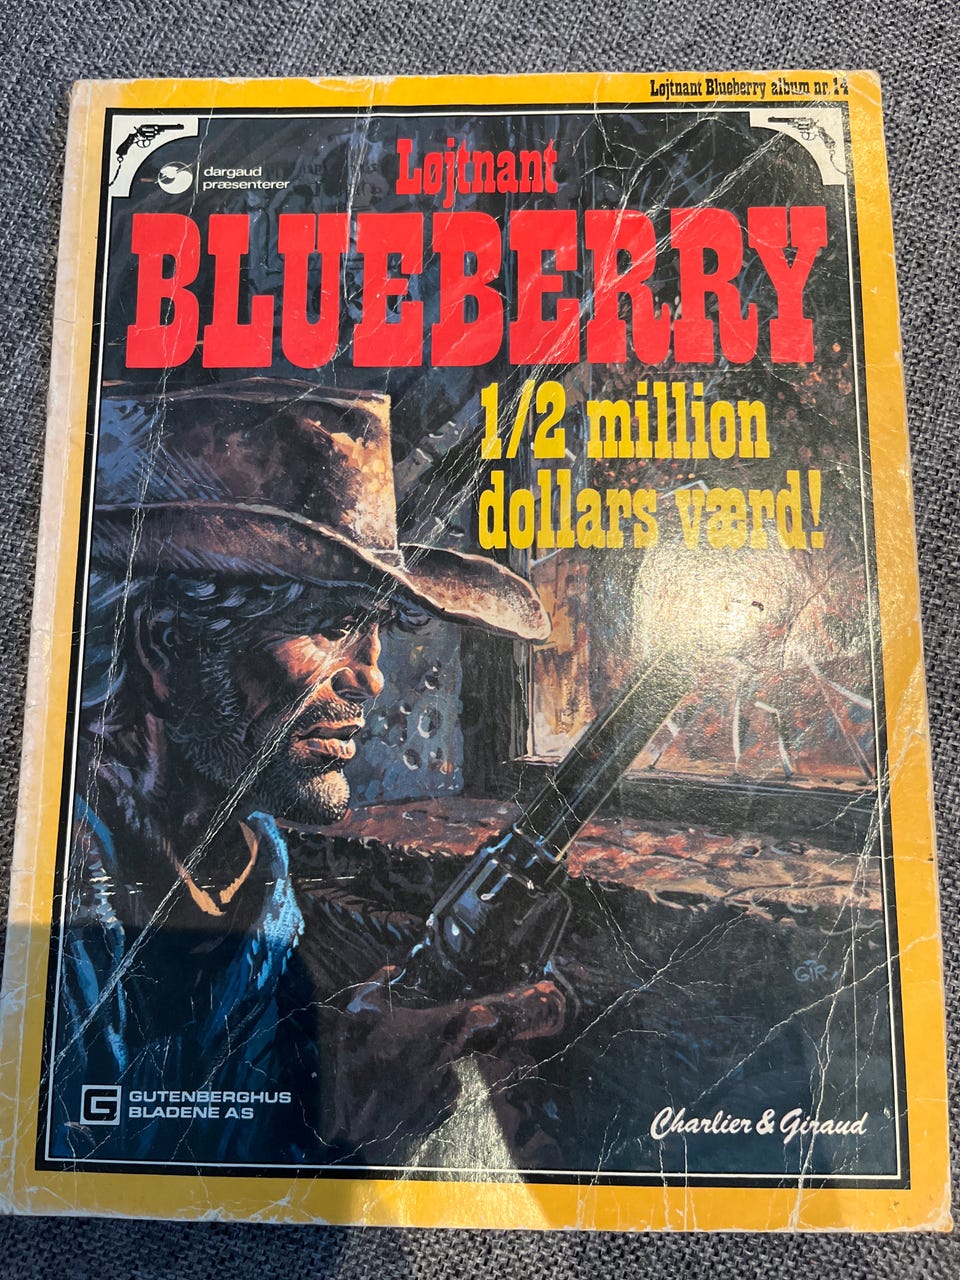 Løjtnant Blueberry album nr. 14
dargaud
præsenterer
Løjtnant
BLUEBERRY
1/2 million
dollars værd!
GIR
G GUTENBERGHUS
BLADENE AS
Charlier & Giraud